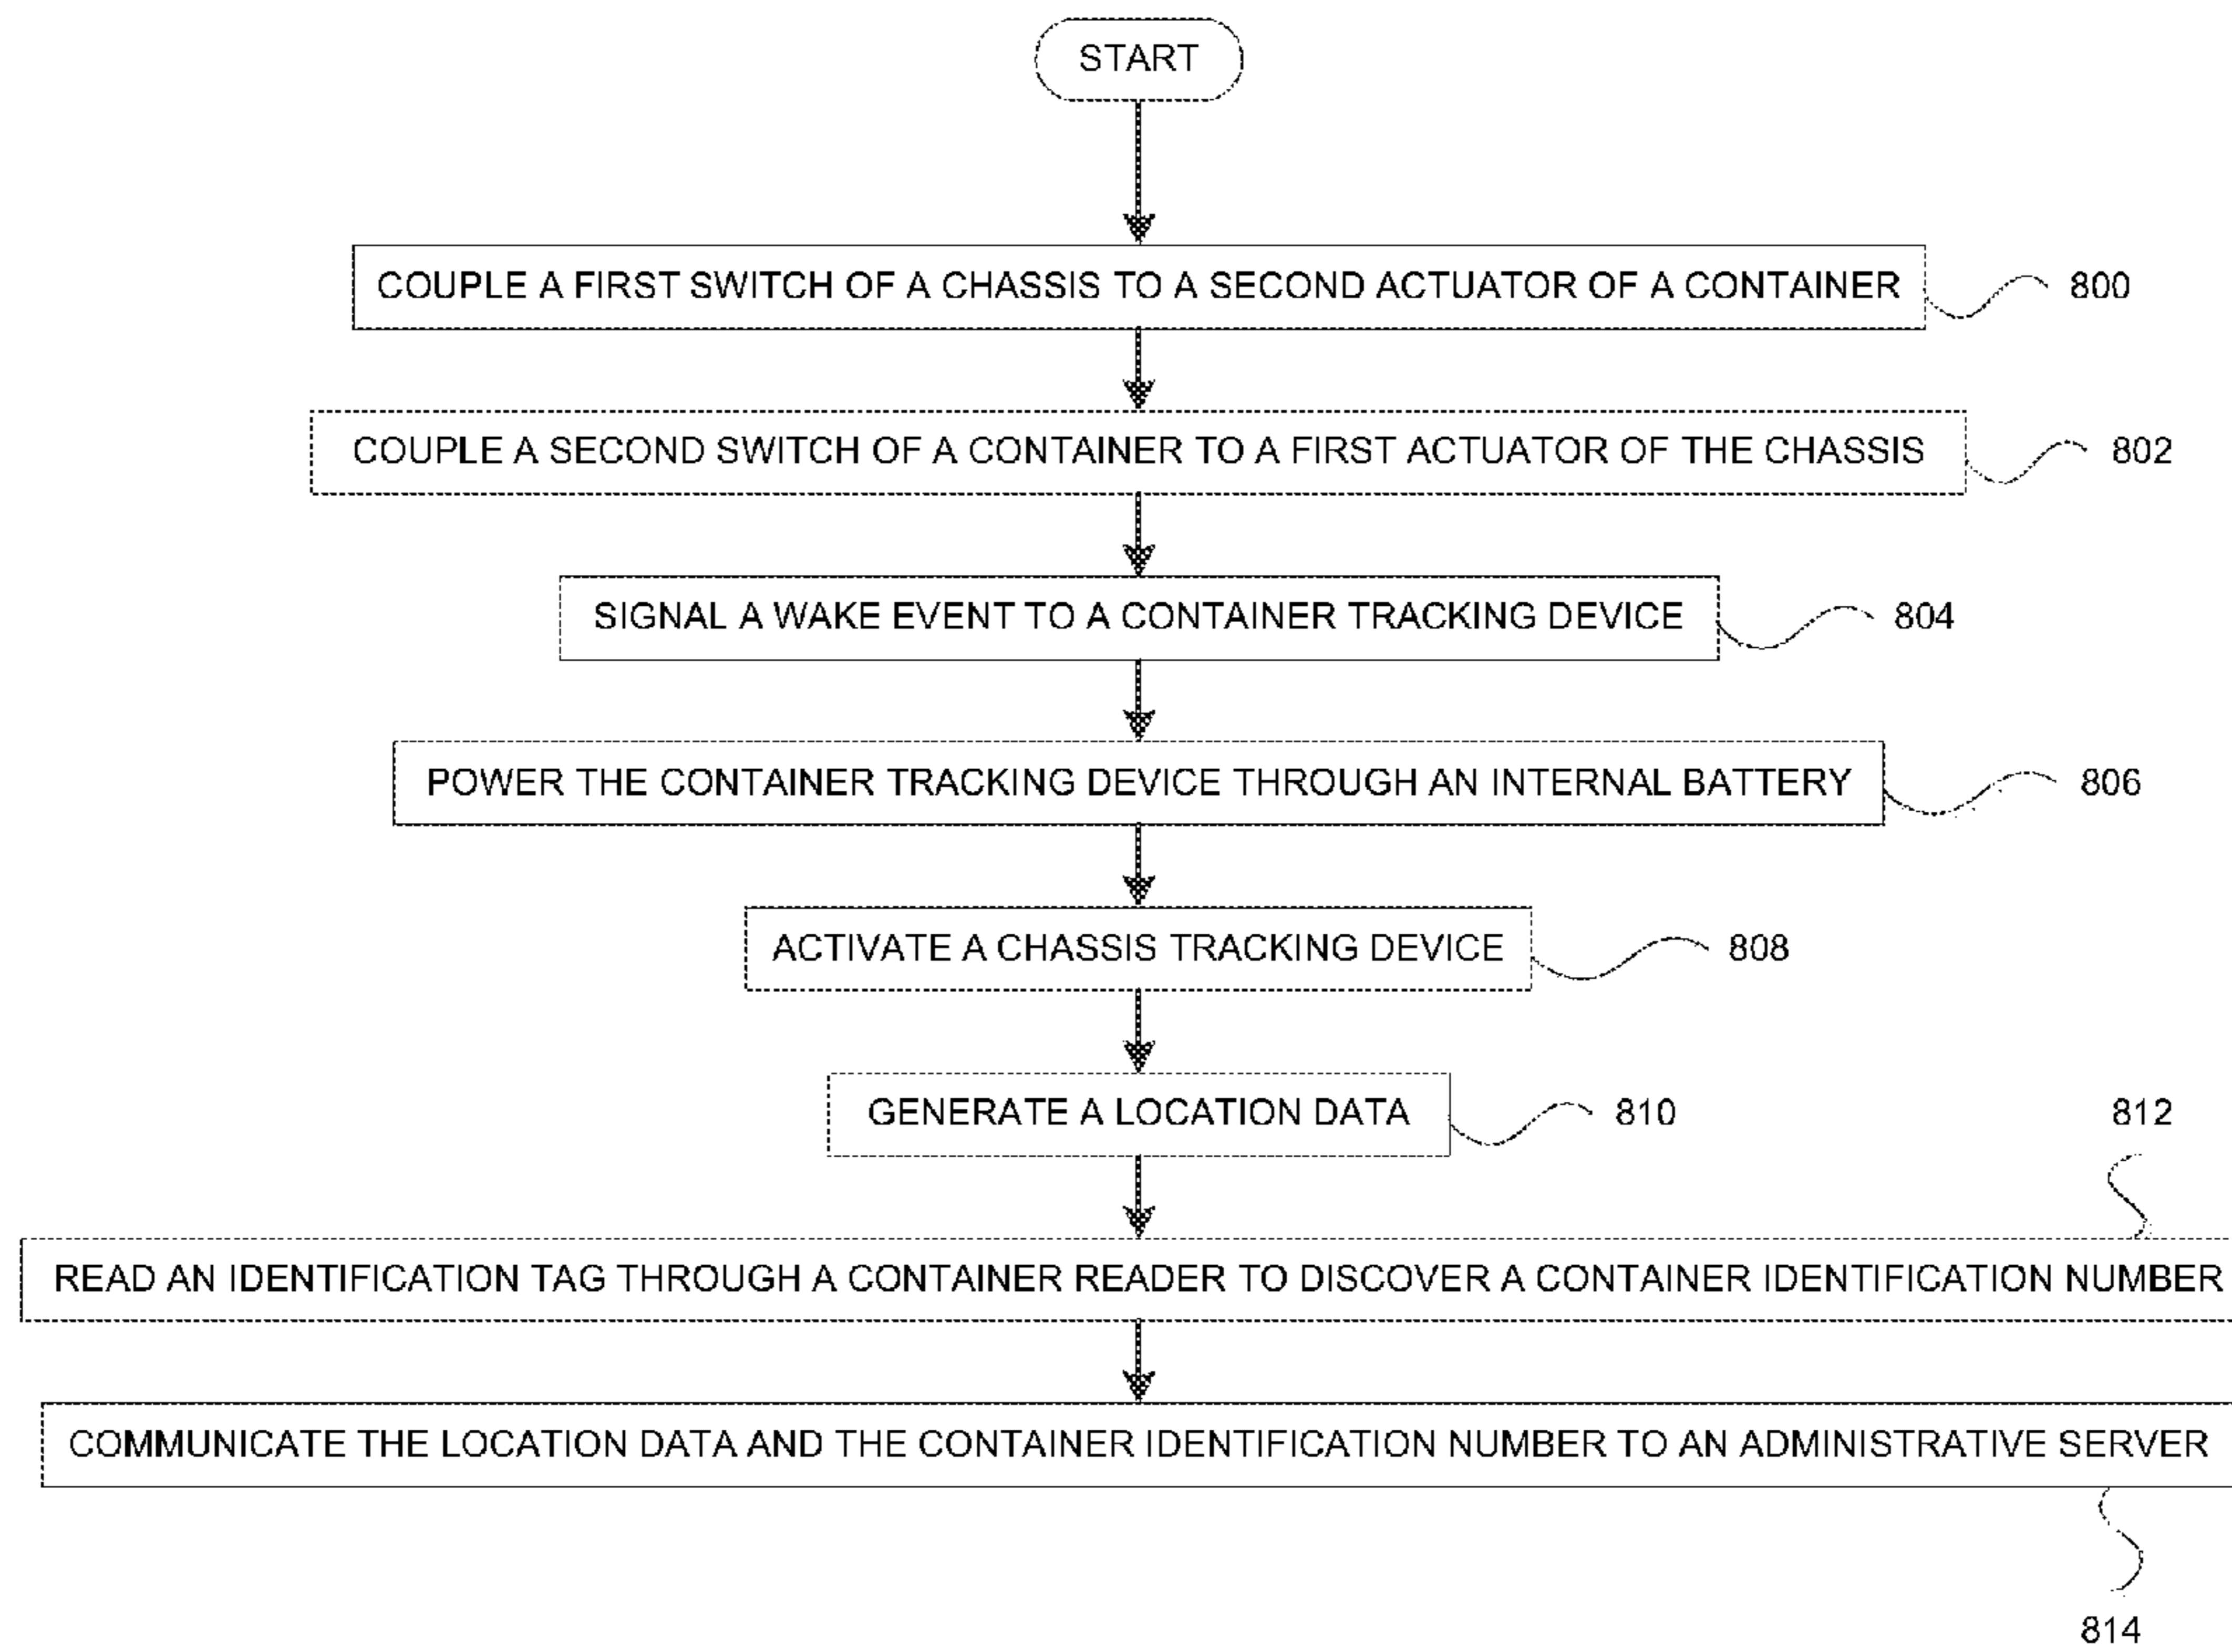 START
COUPLE A FIRST SWITCH OF A CHASSIS TO A SECOND ACTUATOR OF A CONTAINER
800
COUPLE A SECOND SWITCH OF A CONTAINER TO A FIRST ACTUATOR OF THE CHASSIS
802
SIGNAL A WAKE EVENT TO A CONTAINER TRACKING DEVICE
804
POWER THE CONTAINER TRACKING DEVICE THROUGH AN INTERNAL BATTERY
806
ACTIVATE A CHASSIS TRACKING DEVICE
808
GENERATE A LOCATION DATA
810
812
READ AN IDENTIFICATION TAG THROUGH A CONTAINER READER TO DISCOVER A CONTAINER IDENTIFICATION NUMBER
COMMUNICATE THE LOCATION DATA AND THE CONTAINER IDENTIFICATION NUMBER TO AN ADMINISTRATIVE SERVER
814